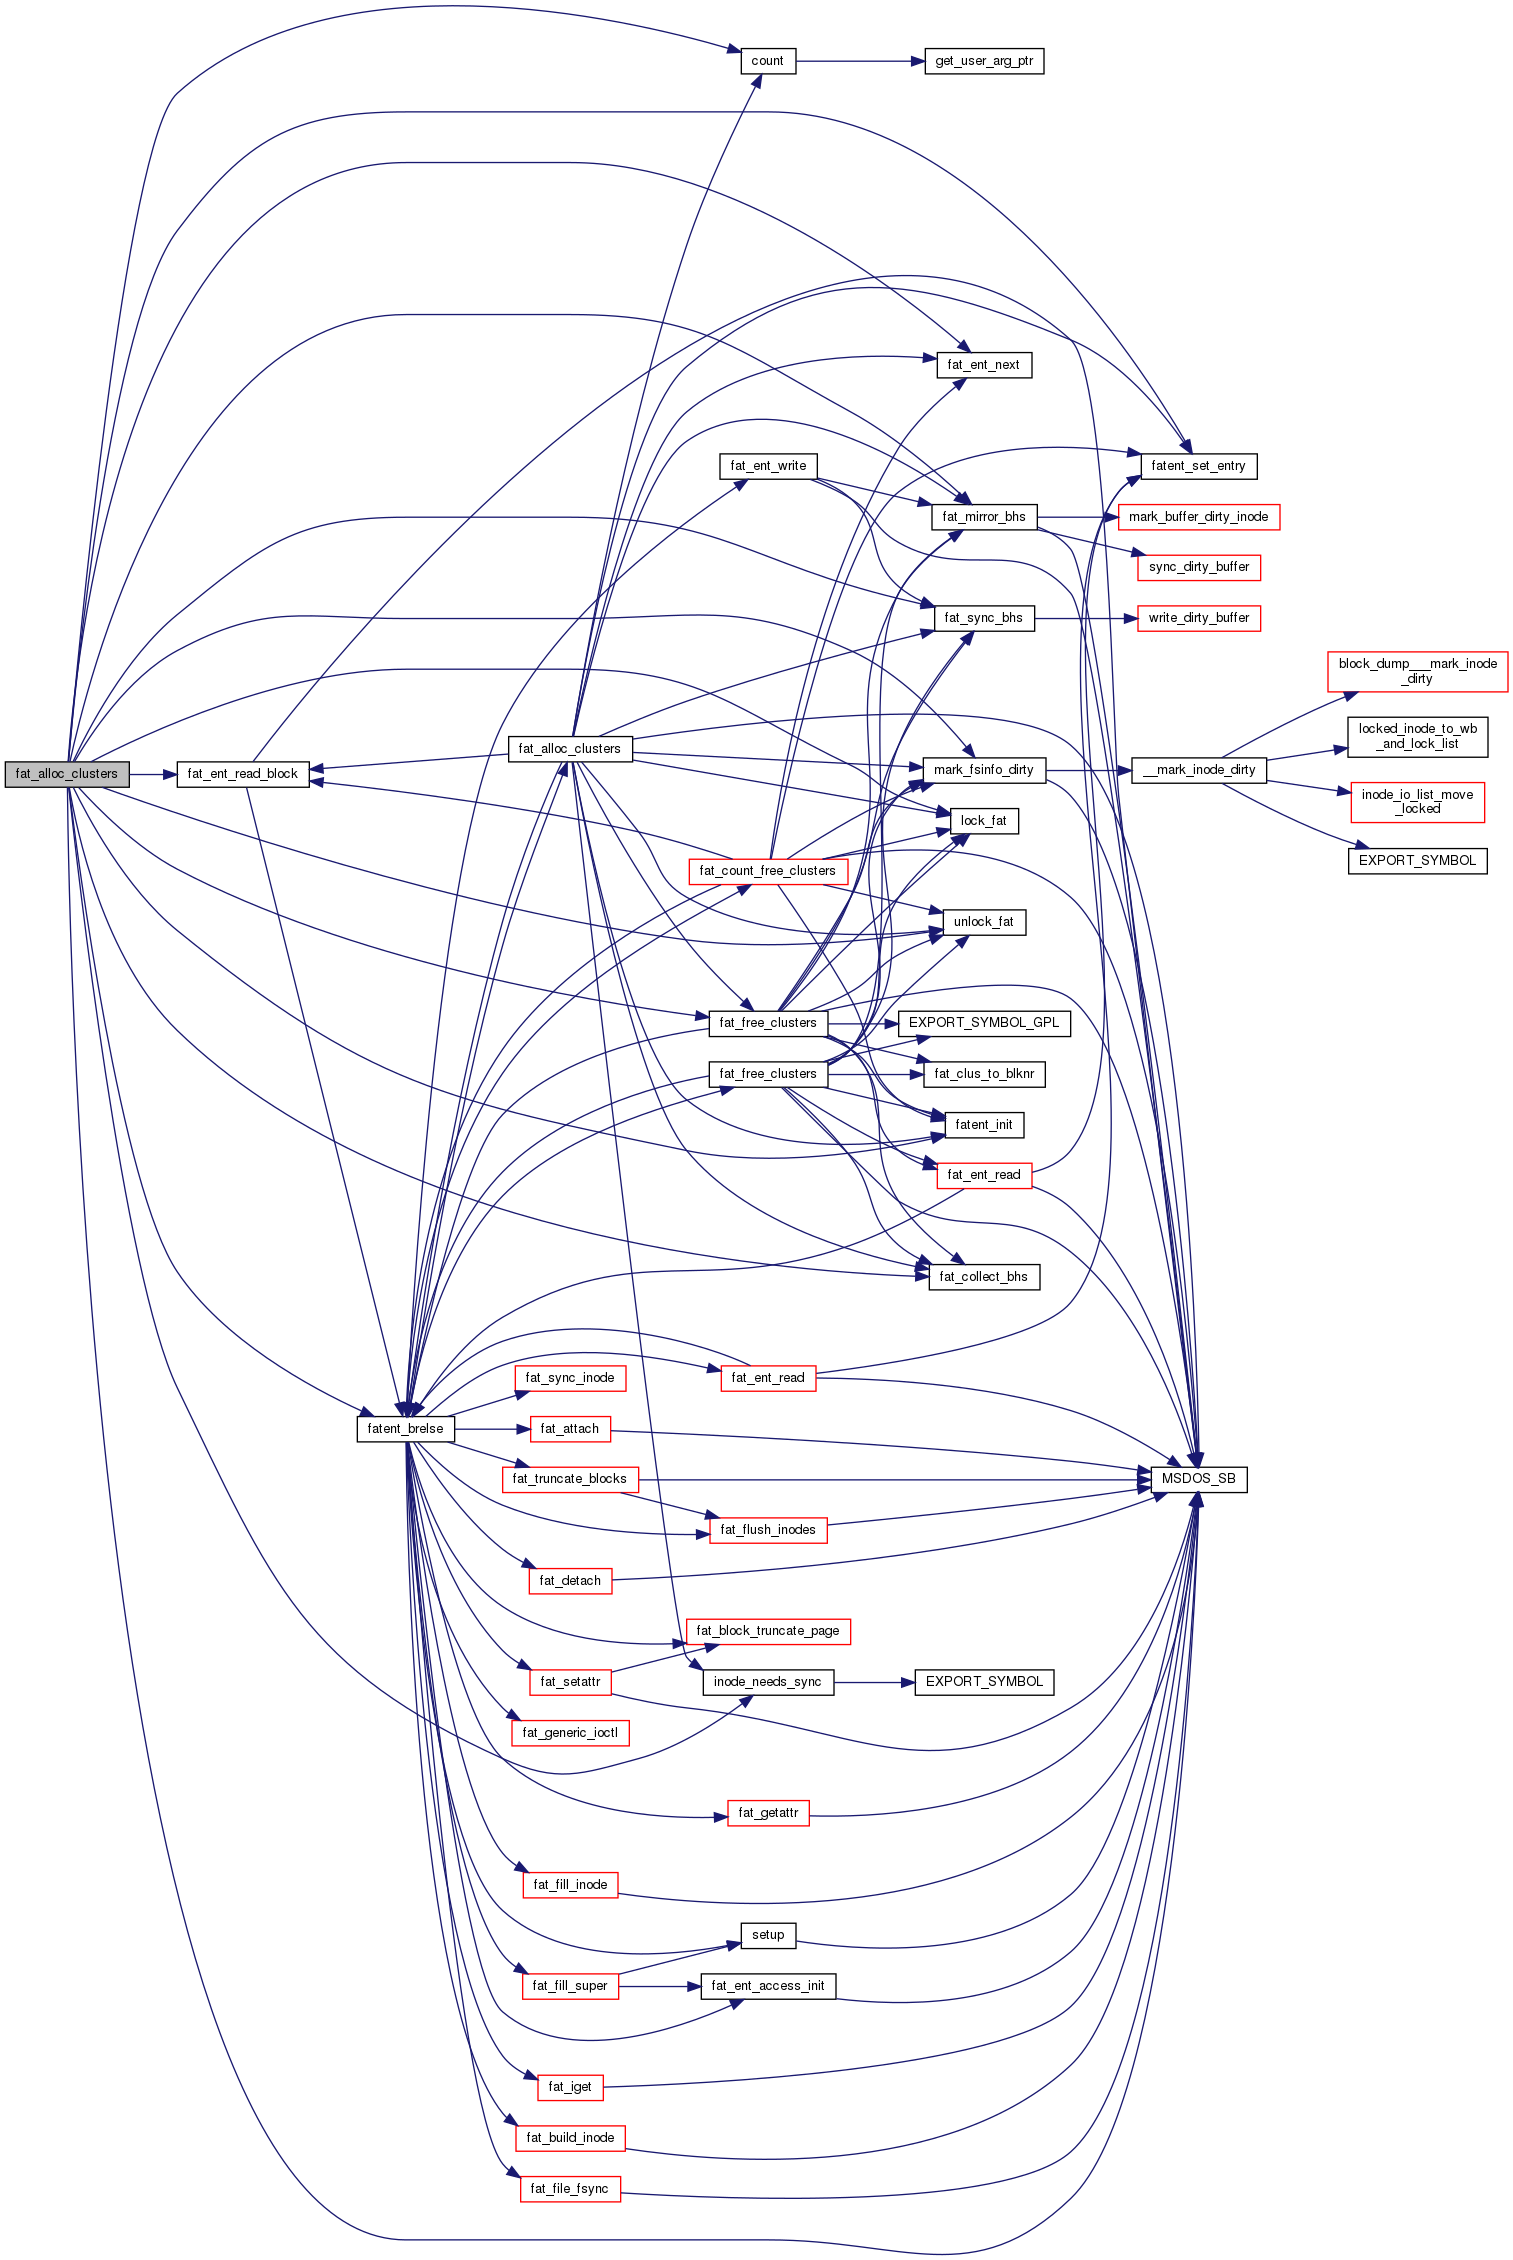 count
get_user_arg_ptr
fat_ent_next
fat_ent_write
fatent_set_entry
fat_mirror_bhs
mark_buffer_dirty_inode
sync_dirty_buffer
fat_sync_bhs
write_dirty_buffer
block_dump___mark_inode
_dirty
locked_inode_to_wb
_and_lock_list
fat_alloc_clusters
fat_ent_read_block
fat_alloc_clusters
mark_fsinfo_dirty
__mark_inode_dirty
inode_io_list_move
_locked
lock_fat
EXPORT_SYMBOL
fat_count_free_clusters
unlock_fat
fat_free_clusters
EXPORT_SYMBOL_GPL
fat_free_clusters
fat_clus_to_blknr
fatent_init
fat_ent_read
fat_collect_bhs
fat_sync_inode
fat_ent_read
fatent_brelse
fat_attach
fat_truncate_blocks
MSDOS_SB
fat_flush_inodes
fat_detach
fat_block_truncate_page
fat_setattr
inode_needs_sync
EXPORT_SYMBOL
fat_generic_ioctl
fat_getattr
fat_fill_inode
setup
fat_fill_super
fat_ent_access_init
fat_iget
fat_build_inode
fat_file_fsync